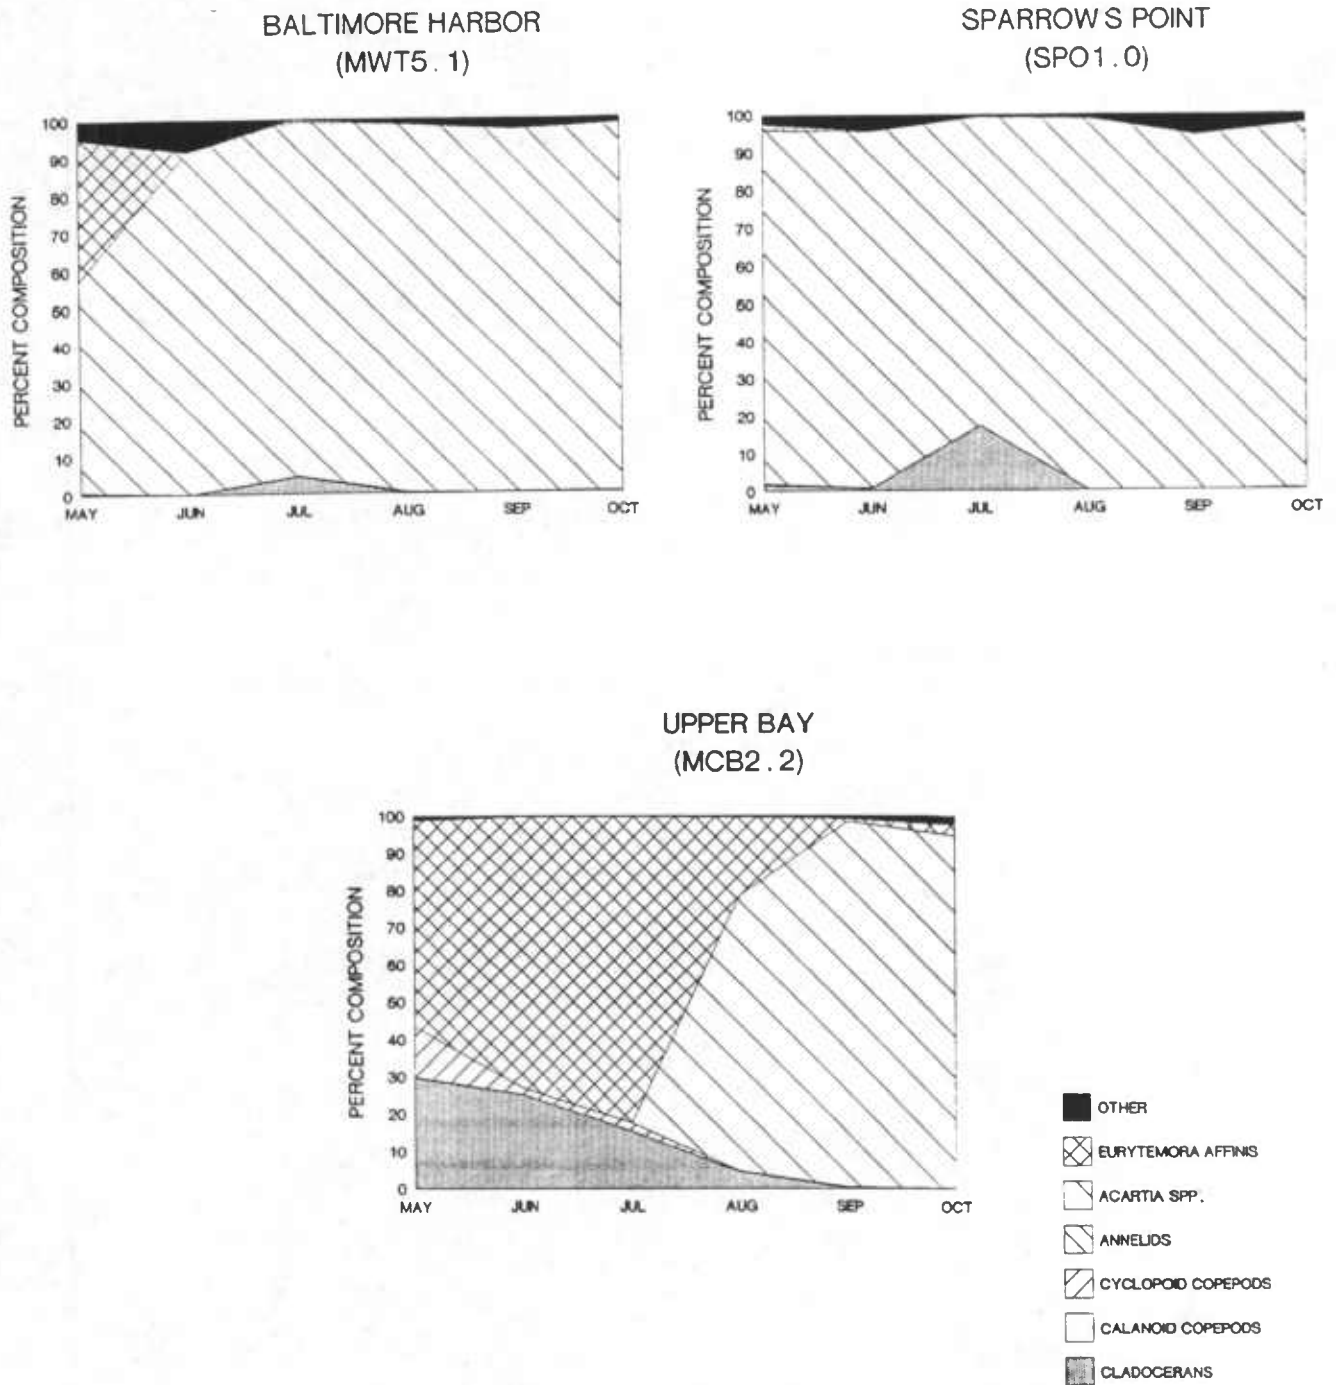 BALTIMORE HARBOR
(MWT5.1)
PERCENT COMPOSITION
100
90
80
70
60
50
40
30
20
10
0
MAY JUN JUL AUG SEP OCT
SPARROW'S POINT
(SPO1.0)
PERCENT COMPOSITION
100
90
80
70
60
50
40
30
20
10
0
MAY JUN JUL AUG SEP OCT
UPPER BAY
(MCB2.2)
PERCENT COMPOSITION
100
90
80
70
60
50
40
30
20
10
0
MAY JUN JUL AUG SEP OCT
OTHER
EURYTEMORA AFFINIS
ACARTIA SPP.
ANNELIDS
CYCLOPOID COPEPODS
CALANOID COPEPODS
CLADOCERANS